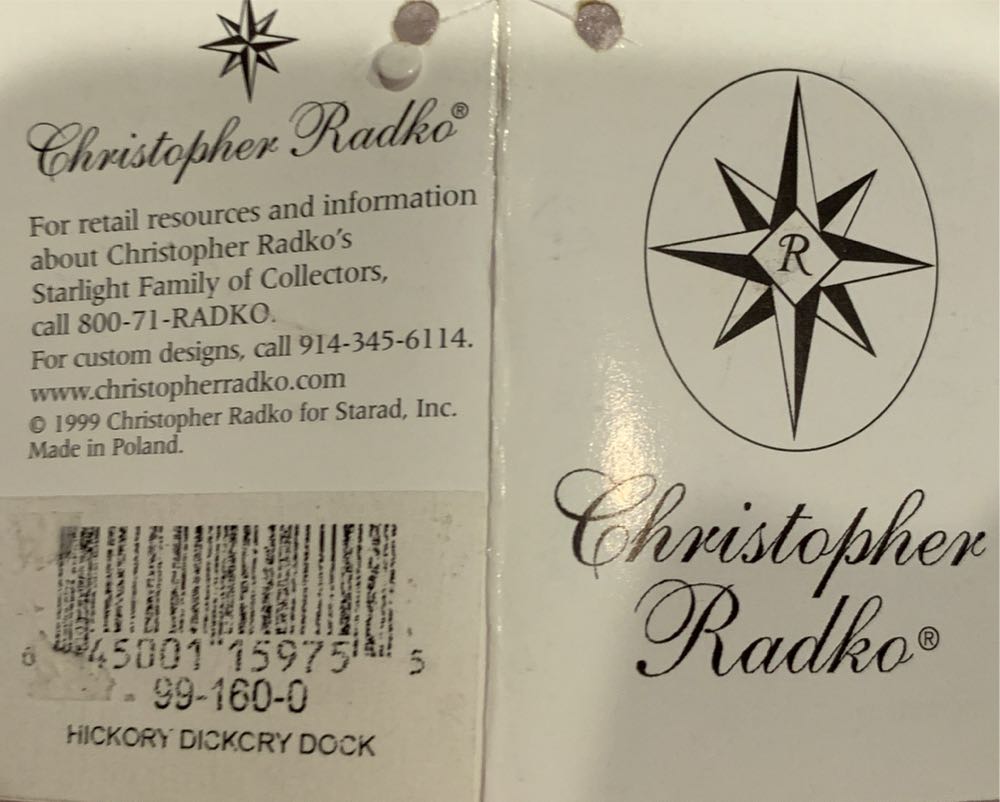 Christopher Radko®
For retail resources and information
about Christopher Radko's
Starlight Family of Collectors,
call 800-71-RADKO.
For custom designs, call 914-345-6114.
www.christopherradko.com
© 1999 Christopher Radko for Starad, Inc.
Made in Poland.
6 45001 15975 5
99-160-0
HICKORY DICKCRY DOCK
R
Christopher
Radko®